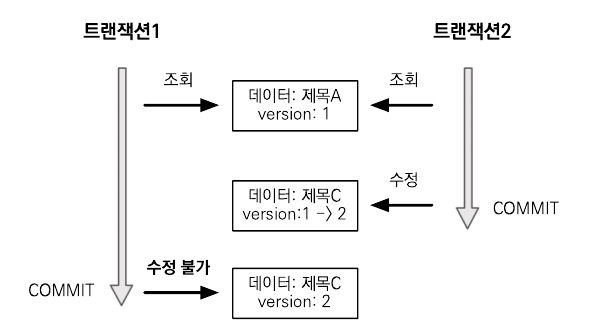 트랜잭션1
트랜잭션2
조회
조회
데이터: 제목A
version: 1
수정
데이터: 제목C
version:1 -> 2
COMMIT
수정 불가
데이터: 제목C
version: 2
COMMIT